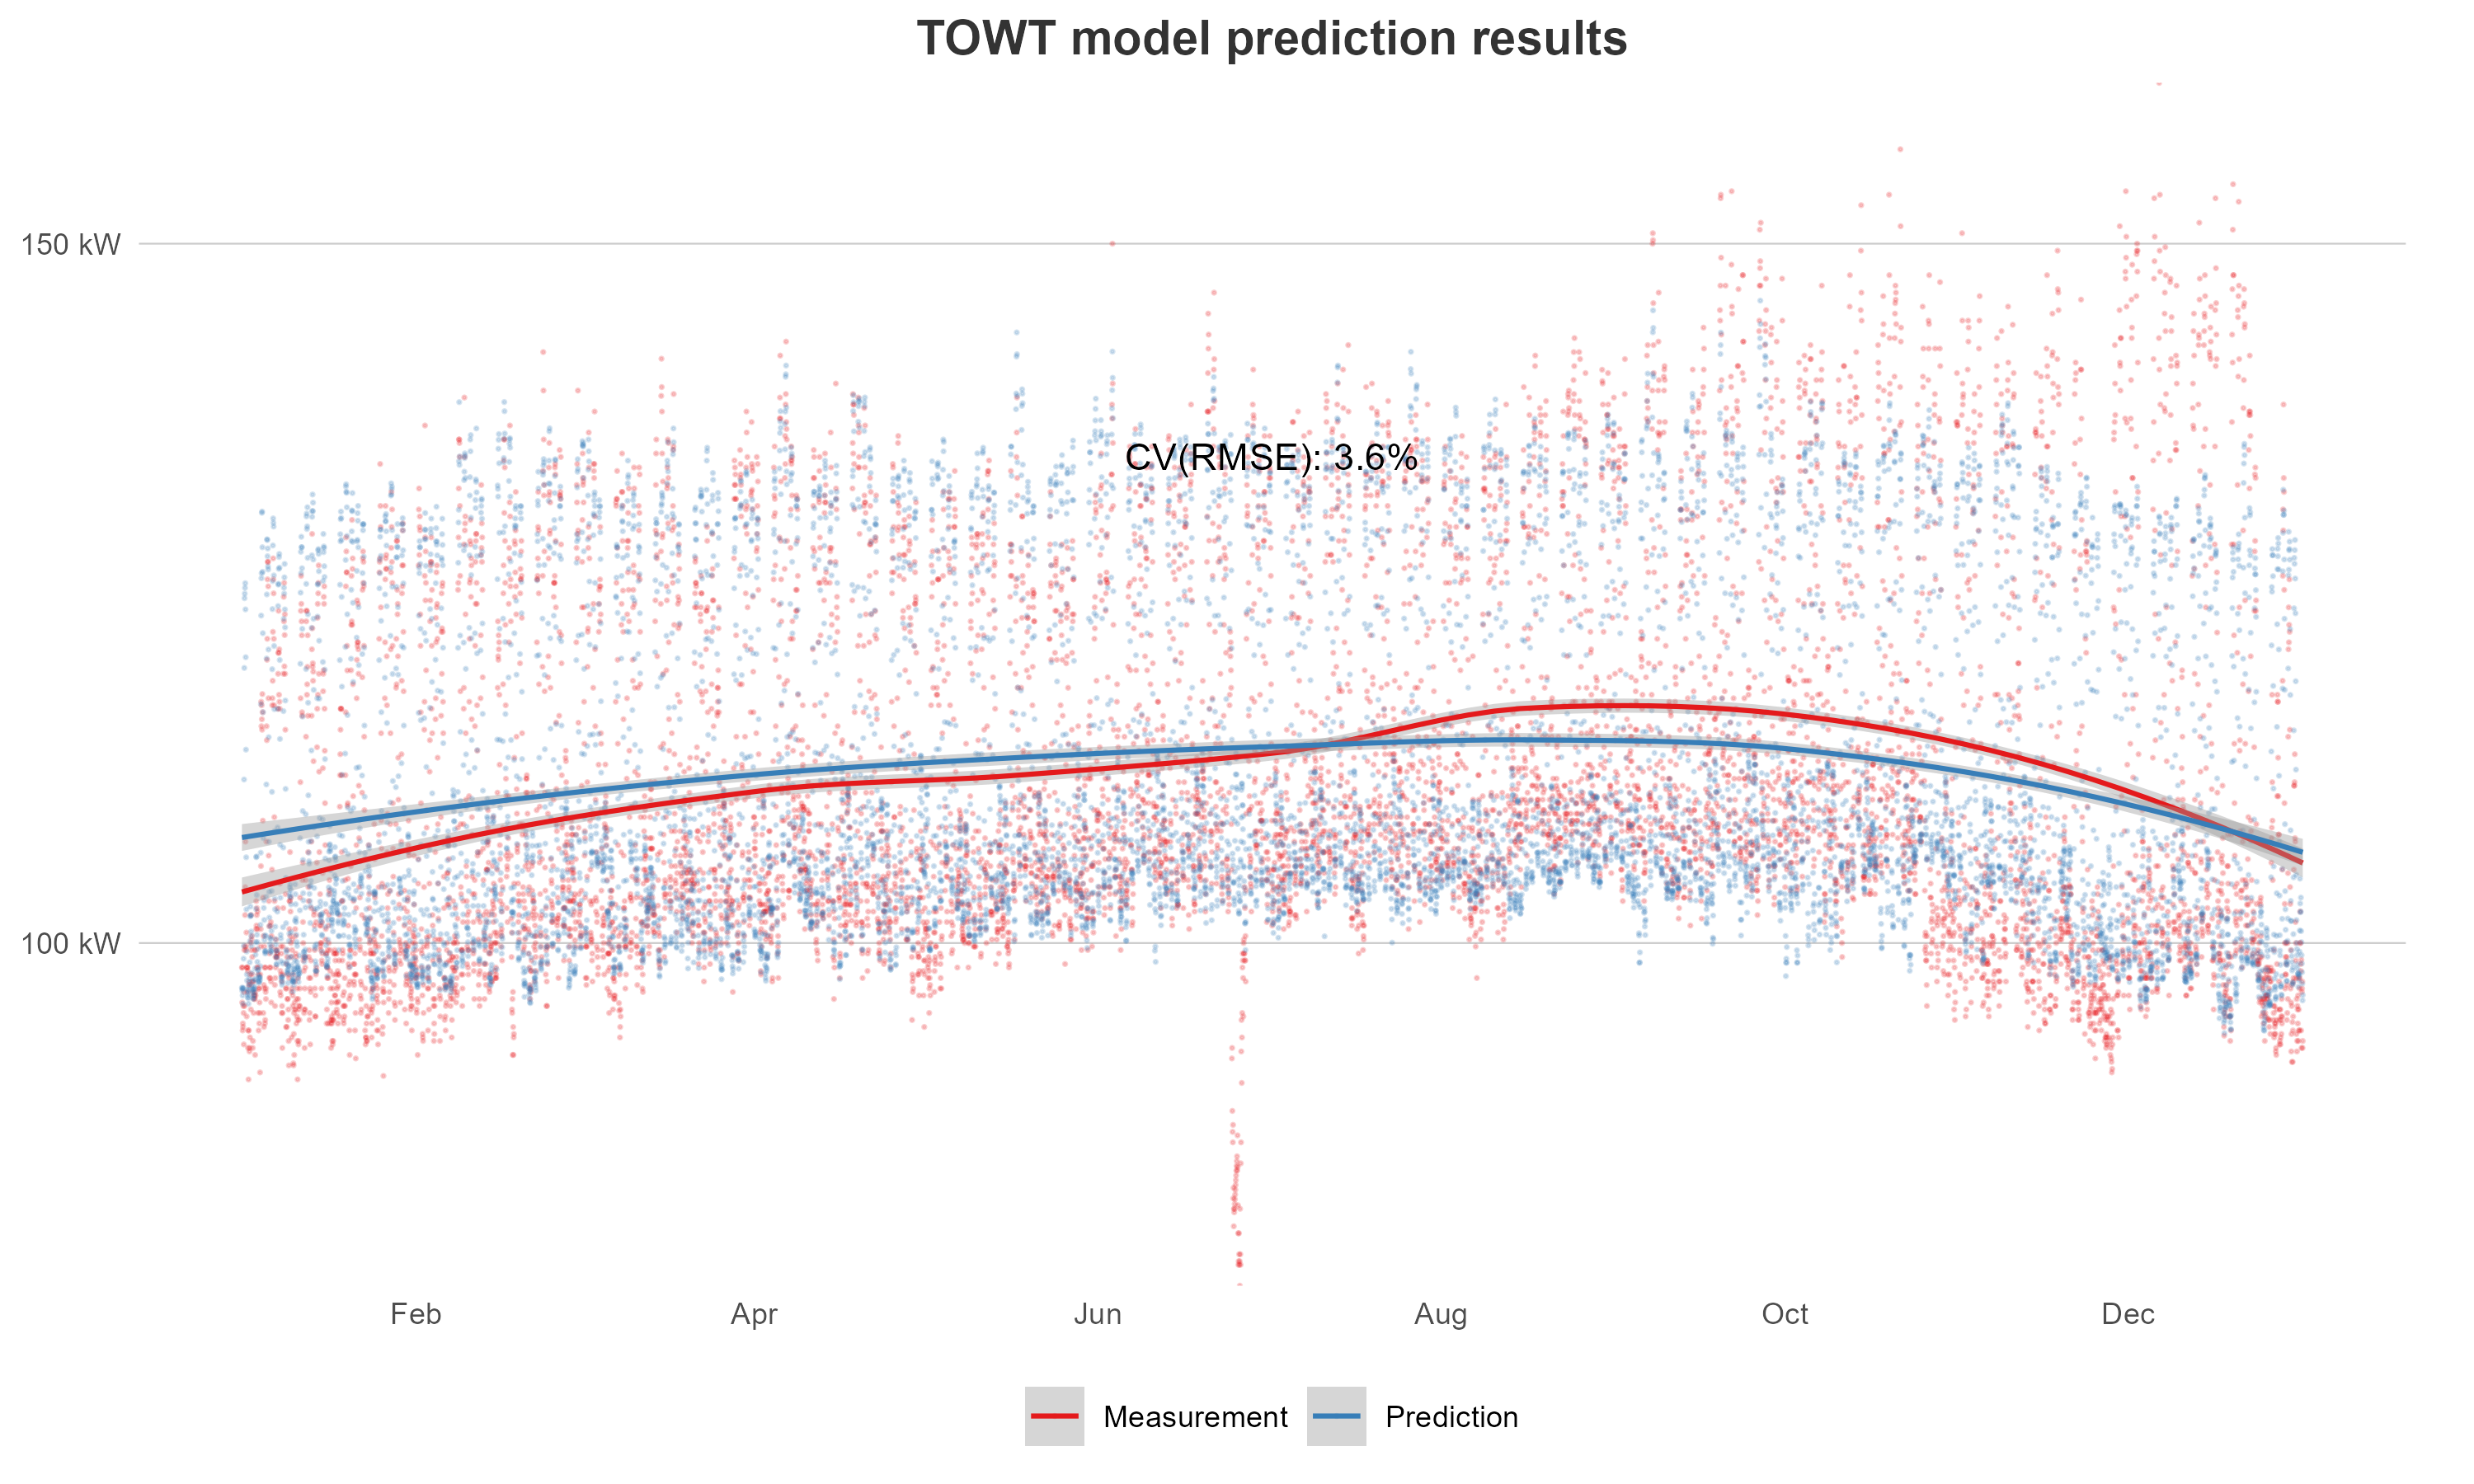 TOWT model prediction results
150 kW
CV(RMSE): 3.6%
100 kW
Feb Apr Jun Aug Oct Dec
Measurement Prediction